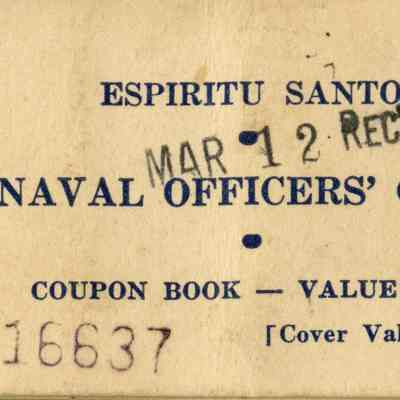 ESPIRITU SANTO
MAR 12 REC'
NAVAL OFFICERS'
COUPON BOOK — VALUE
16637
[Cover Val